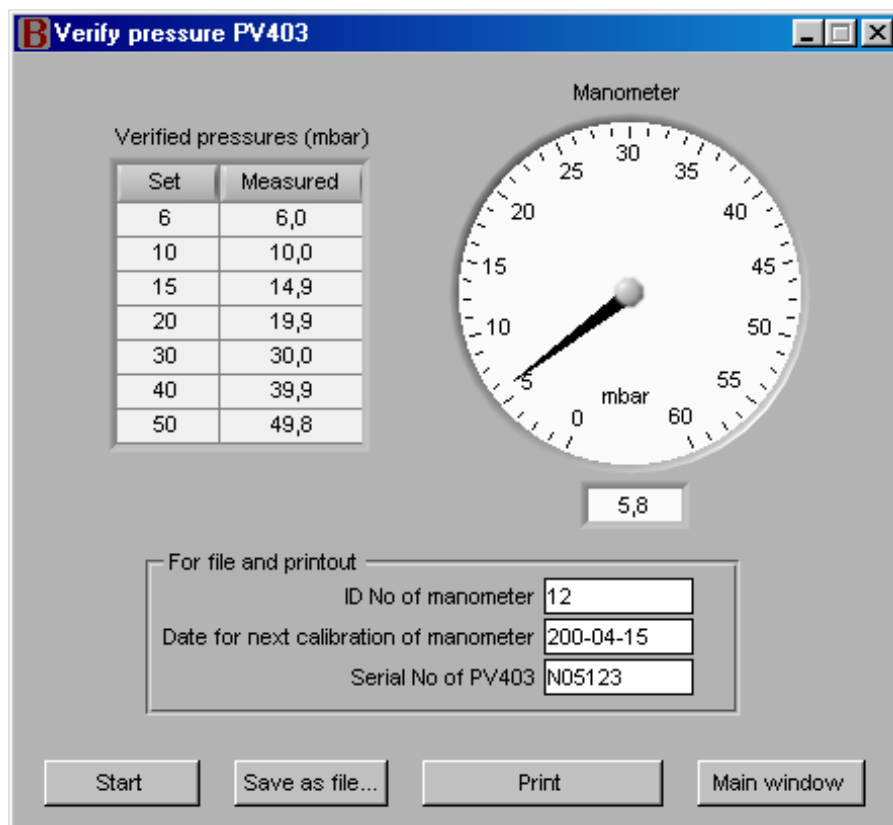 B Verify pressure PV403
Manometer
Verified pressures (mbar)
Set Measured
6 6,0
10 10,0
15 14,9
20 19,9
30 30,0
40 39,9
50 49,8
0
5
10
15
20
25
30
35
40
45
50
55
60
mbar
5,8
For file and printout
ID No of manometer 12
Date for next calibration of manometer 200-04-15
Serial No of PV403 N05123
Start Save as file... Print Main window